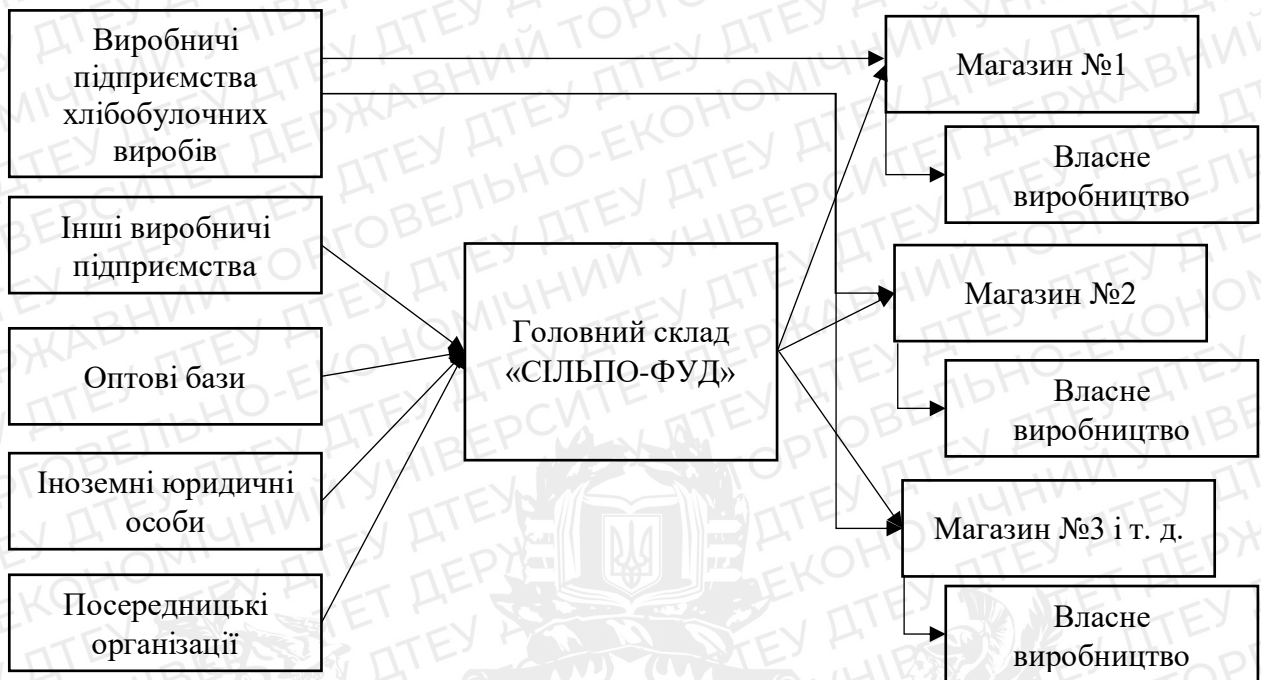 Виробничі
підприємства
хлібобулочних
виробів
Інші виробничі
підприємства
Оптові бази
Іноземні юридичні
особи
Посередницькі
організації
Головний склад
«СІЛЬПО-ФУД»
Магазин №1
Власне
виробництво
Магазин №2
Власне
виробництво
Магазин №3 і т. д.
Власне
виробництво